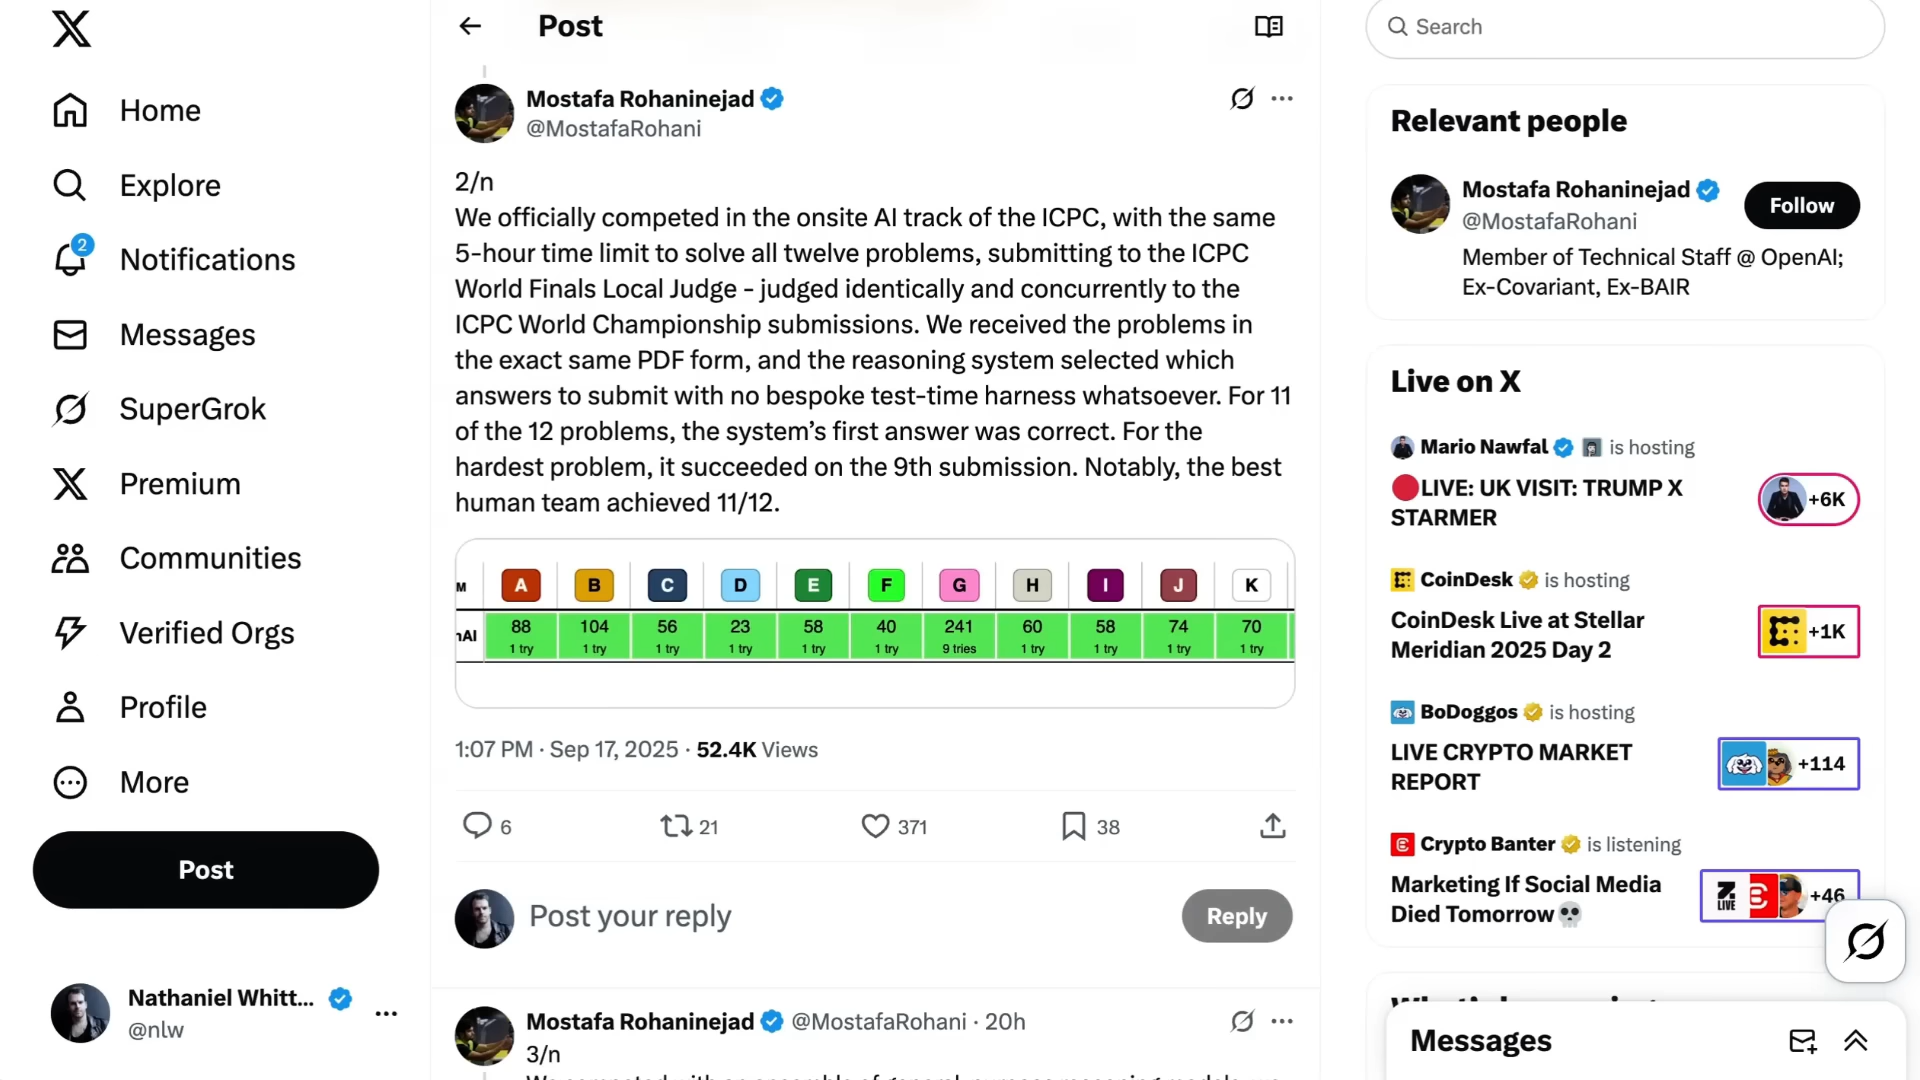 Home
Explore
2
Notifications
Messages
SuperGrok
Premium
Communities
Verified Orgs
Profile
More
Post
Nathaniel Whitt...
@nlw
Post
Mostafa Rohaninejad
@MostafaRohani
2/n
We officially competed in the onsite AI track of the ICPC, with the same
5-hour time limit to solve all twelve problems, submitting to the ICPC
World Finals Local Judge - judged identically and concurrently to the
ICPC World Championship submissions. We received the problems in
the exact same PDF form, and the reasoning system selected which
answers to submit with no bespoke test-time harness whatsoever. For 11
of the 12 problems, the system’s first answer was correct. For the
hardest problem, it succeeded on the 9th submission. Notably, the best
human team achieved 11/12.
M A B C D E F G H I J K
nAI 88 104 56 23 58 40 241 60 58 74 70
1 try 1 try 1 try 1 try 1 try 1 try 9 tries 1 try 1 try 1 try 1 try
1:07 PM · Sep 17, 2025 · 52.4K Views
6 21 371 38
Post your reply
Reply
Mostafa Rohaninejad @MostafaRohani · 20h
3/n
Search
Relevant people
Mostafa Rohaninejad
@MostafaRohani
Follow
Member of Technical Staff @ OpenAI;
Ex-Covariant, Ex-BAIR
Live on X
Mario Nawfal is hosting
LIVE: UK VISIT: TRUMP X
STARMER
+6K
CoinDesk is hosting
CoinDesk Live at Stellar
Meridian 2025 Day 2
+1K
BoDoggos is hosting
LIVE CRYPTO MARKET
REPORT
+114
Crypto Banter is listening
Marketing If Social Media
Died Tomorrow💀
LIVE
+46
Messages